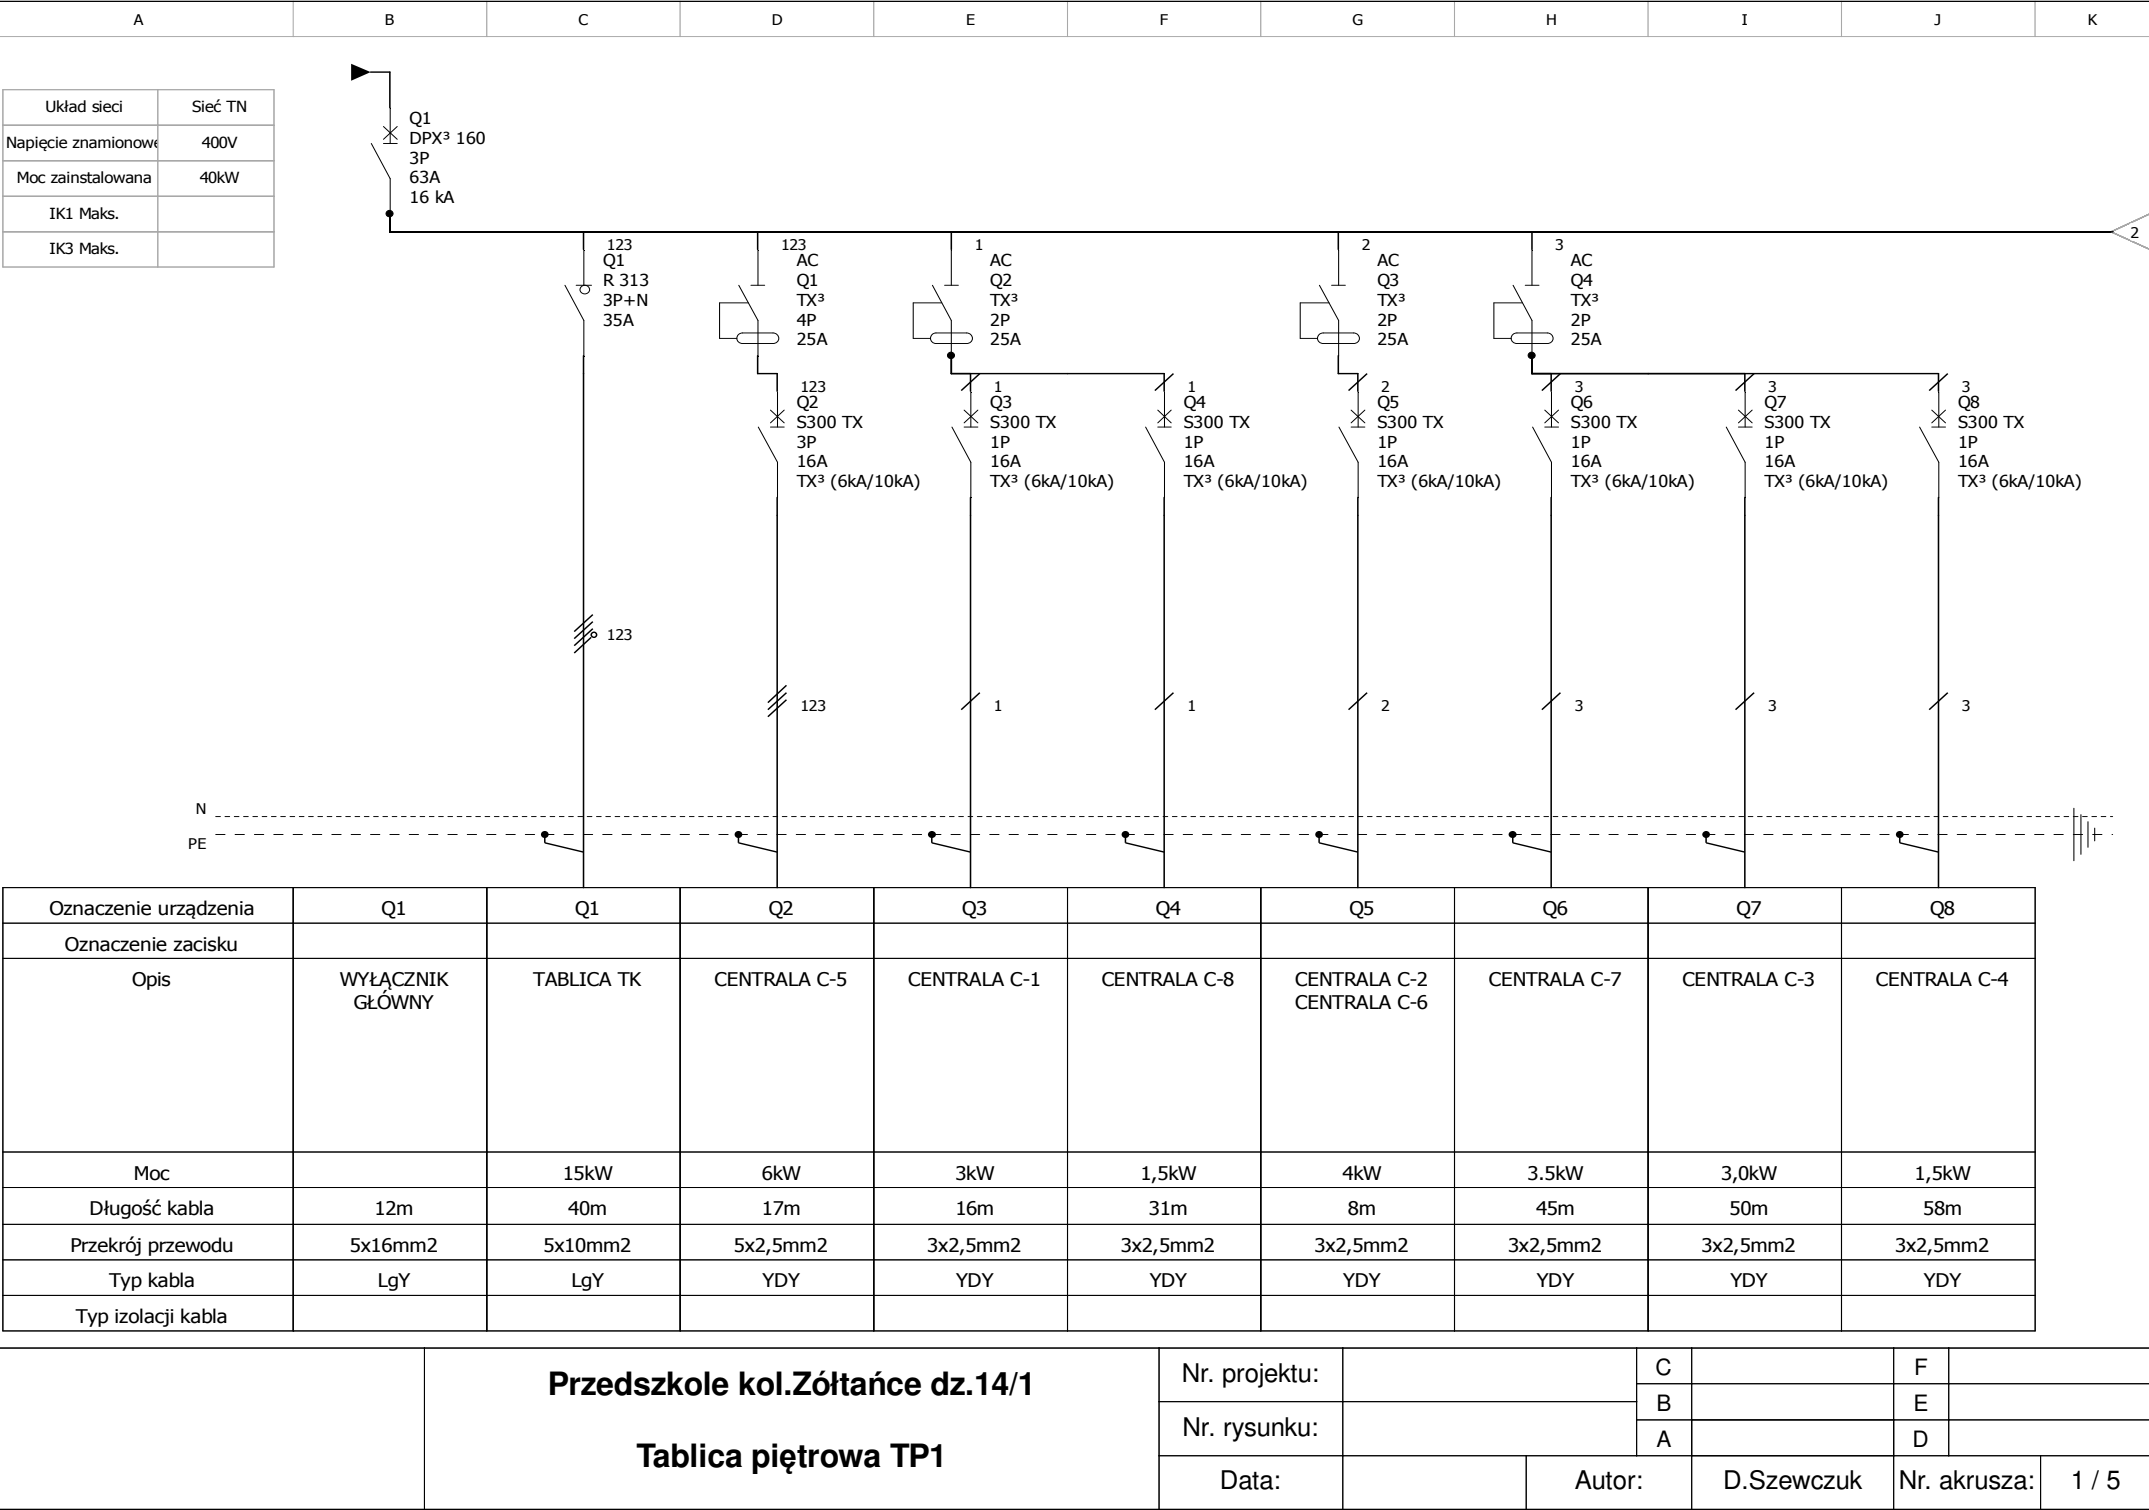 A B C D E F G H I J K
Układ sieci Sieć TN
Napięcie znamionowe 400V
Moc zainstalowana 40kW
IK1 Maks.
IK3 Maks.
Q1
DPX³ 160
3P
63A
16 kA
2
123
Q1
R 313
3P+N
35A
123
AC
Q1
TX³
4P
25A
1
AC
Q2
TX³
2P
25A
2
AC
Q3
TX³
2P
25A
3
AC
Q4
TX³
2P
25A
123
Q2
S300 TX
3P
16A
TX³ (6kA/10kA)
1
Q3
S300 TX
1P
16A
TX³ (6kA/10kA)
1
Q4
S300 TX
1P
16A
TX³ (6kA/10kA)
2
Q5
S300 TX
1P
16A
TX³ (6kA/10kA)
3
Q6
S300 TX
1P
16A
TX³ (6kA/10kA)
3
Q7
S300 TX
1P
16A
TX³ (6kA/10kA)
3
Q8
S300 TX
1P
16A
TX³ (6kA/10kA)
123
123 1 1 2 3 3 3
N
PE
Oznaczenie urządzenia Q1 Q1 Q2 Q3 Q4 Q5 Q6 Q7 Q8
Oznaczenie zacisku
Opis WYŁĄCZNIK TABLICA TK CENTRALA C-5 CENTRALA C-1 CENTRALA C-8 CENTRALA C-2 CENTRALA C-7 CENTRALA C-3 CENTRALA C-4
GŁÓWNY CENTRALA C-6
Moc 15kW 6kW 3kW 1,5kW 4kW 3.5kW 3,0kW 1,5kW
Długość kabla 12m 40m 17m 16m 31m 8m 45m 50m 58m
Przekrój przewodu 5x16mm2 5x10mm2 5x2,5mm2 3x2,5mm2 3x2,5mm2 3x2,5mm2 3x2,5mm2 3x2,5mm2 3x2,5mm2
Typ kabla LgY LgY YDY YDY YDY YDY YDY YDY YDY
Typ izolacji kabla
Przedszkole kol.Zółtańce dz.14/1
Tablica piętrowa TP1
Nr. projektu: C F
B E
Nr. rysunku: A D
Data: Autor: D.Szewczuk Nr. akrusza: 1 / 5